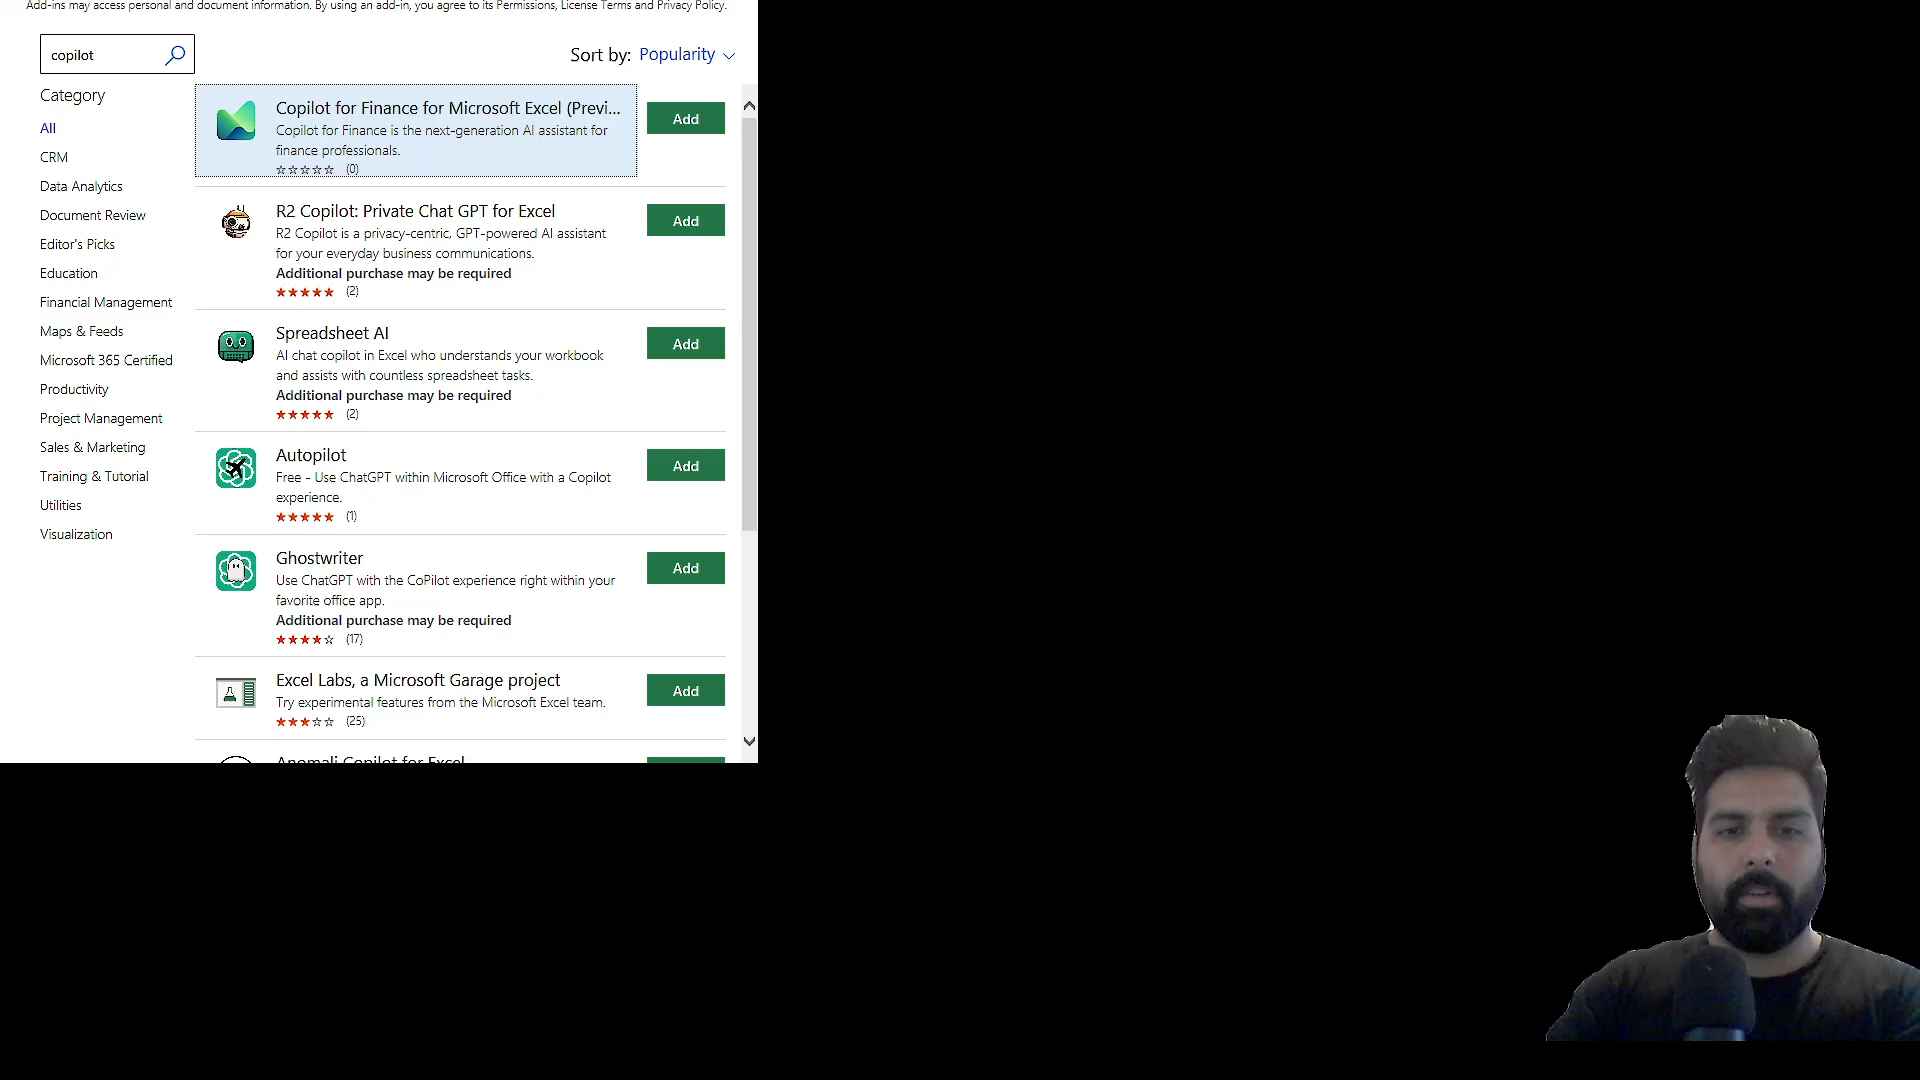 Add-ins may access personal and document information. By using an add-in, you agree to its Permissions, License Terms and Privacy Policy.
copilot
Sort by: Popularity
Category
All
CRM
Data Analytics
Document Review
Editor's Picks
Education
Financial Management
Maps & Feeds
Microsoft 365 Certified
Productivity
Project Management
Sales & Marketing
Training & Tutorial
Utilities
Visualization
Copilot for Finance for Microsoft Excel (Previ...
Copilot for Finance is the next-generation AI assistant for
finance professionals.
(0)
Add
R2 Copilot: Private Chat GPT for Excel
R2 Copilot is a privacy-centric, GPT-powered AI assistant
for your everyday business communications.
Additional purchase may be required
(2)
Add
Spreadsheet AI
AI chat copilot in Excel who understands your workbook
and assists with countless spreadsheet tasks.
Additional purchase may be required
(2)
Add
Autopilot
Free - Use ChatGPT within Microsoft Office with a Copilot
experience.
(1)
Add
Ghostwriter
Use ChatGPT with the CoPilot experience right within your
favorite office app.
Additional purchase may be required
(17)
Add
Excel Labs, a Microsoft Garage project
Try experimental features from the Microsoft Excel team.
(25)
Add
Anomali Copilot for Excel